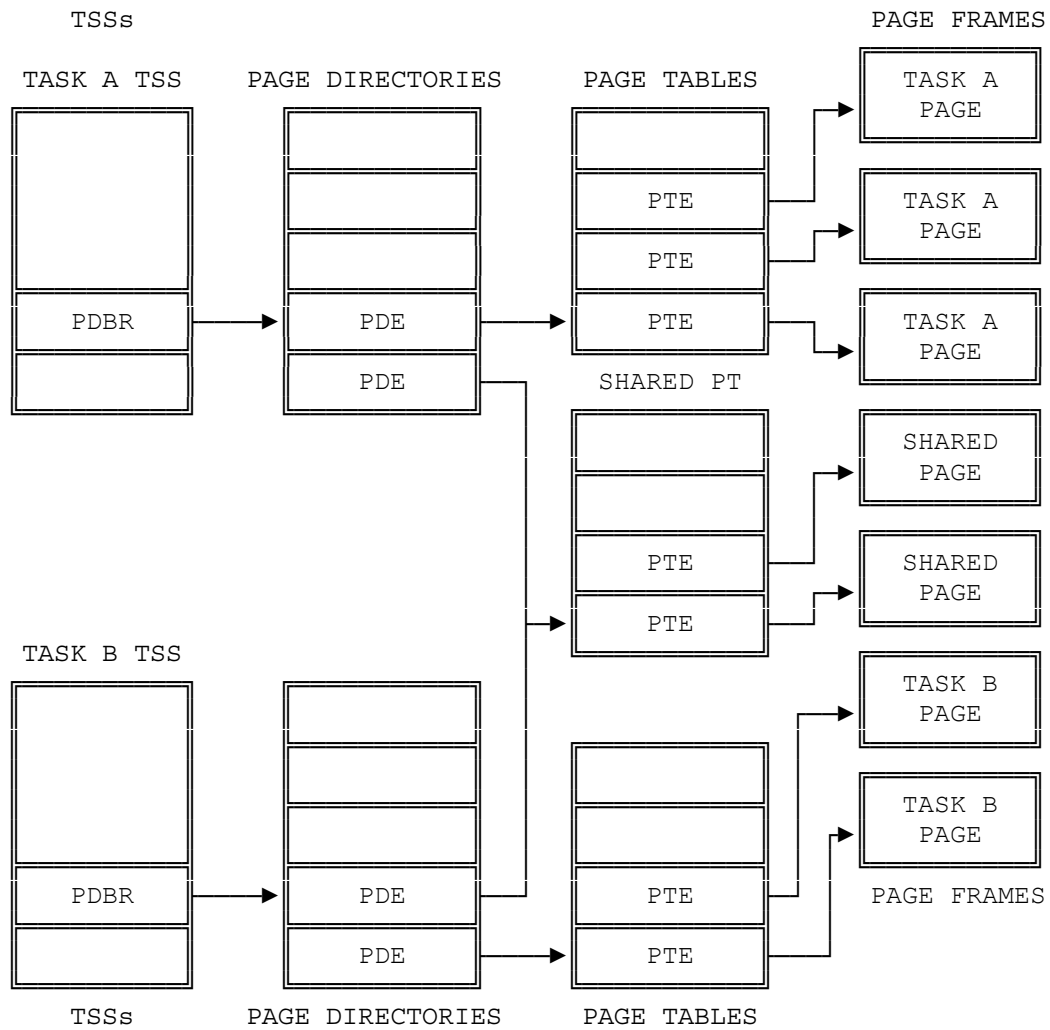 TSSs
PAGE FRAMES
TASK A TSS
PAGE DIRECTORIES
PAGE TABLES
TASK A
PAGE
PTE
TASK A
PAGE
PTE
PDBR
PDE
PTE
TASK A
PAGE
PDE
SHARED PT
SHARED
PAGE
PTE
SHARED
PAGE
PTE
TASK B TSS
TASK B
PAGE
TASK B
PAGE
PDBR
PDE
PTE
PAGE FRAMES
PDE
PTE
TSSs
PAGE DIRECTORIES
PAGE TABLES